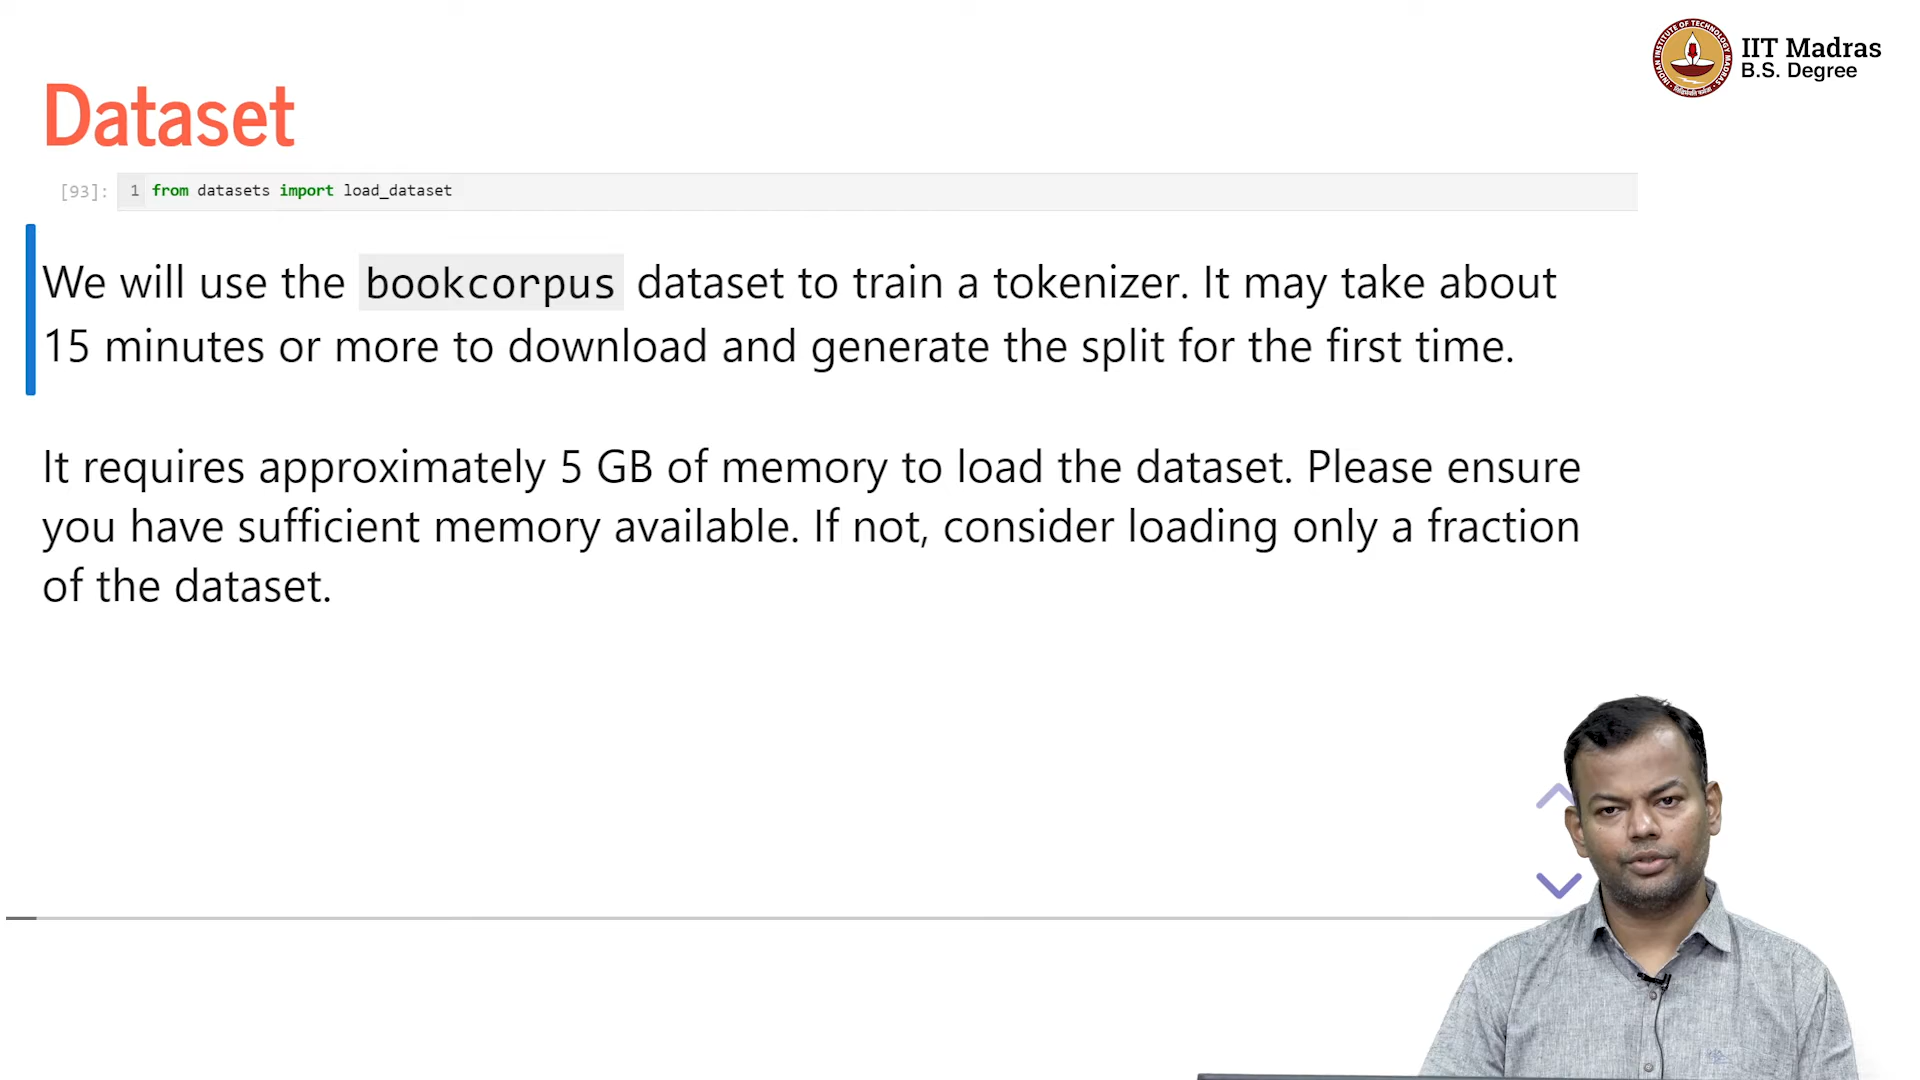 IIT Madras
B.S. Degree
Dataset
[93]: 1 from datasets import load_dataset
We will use the bookcorpus dataset to train a tokenizer. It may take about
15 minutes or more to download and generate the split for the first time.
It requires approximately 5 GB of memory to load the dataset. Please ensure
you have sufficient memory available. If not, consider loading only a fraction
of the dataset.